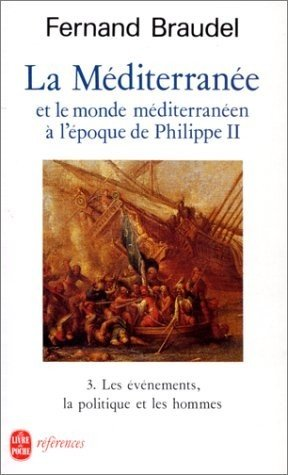 Fernand Braudel
La Méditerranée
et le monde méditerranéen
à l'époque de Philippe II
3. Les événements,
la politique et les hommes
LE LIVRE DE POCHE
références